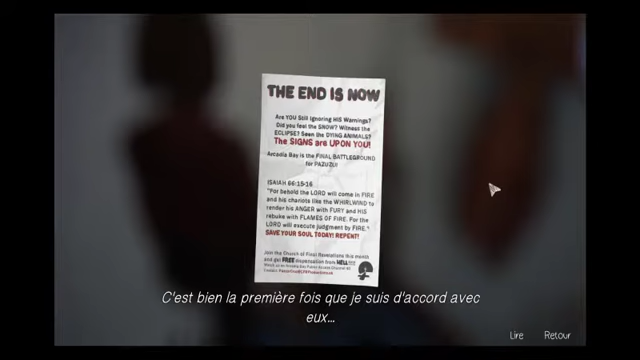 THE END IS NOW
Are YOU Still Ignoring HIS Warnings?
Did you feel the SNOW? Witness the
ECLIPSE? Seen the DYING ANIMALS?
The SIGNS are UPON YOU!
Arcadia Bay is the FINAL BATTLEGROUND
for PAZUZU!
ISAIAH 66:15-16
"For behold the LORD will come in FIRE
and his chariots like the WHIRLWIND to
render his ANGER with FURY and HIS
rebuke with FLAMES OF FIRE. For the
LORD will execute judgment by FIRE."
SAVE YOUR SOUL TODAY! REPENT!
Join the Church of Final Revelations this month
and get FREE dispensation from HELL!!!
C'est bien la première fois que je suis d'accord avec
eux...
Lire Retour